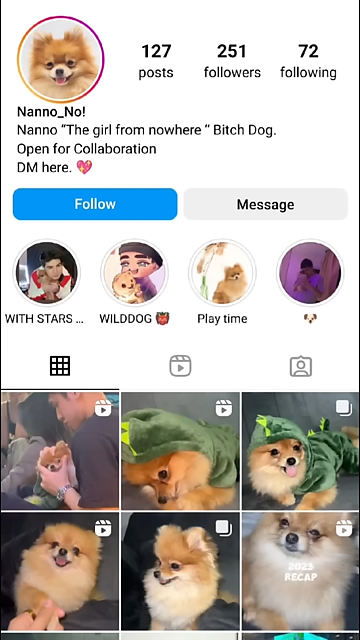 127
251
72
posts
followers
following
Nanno_No!
Nanno “The girl from nowhere “ Bitch Dog.
Open for Collaboration
DM here. 💖
Follow
Message
WITH STARS ...
WILDDOG 👹
Play time
🐶
2023
RECAP